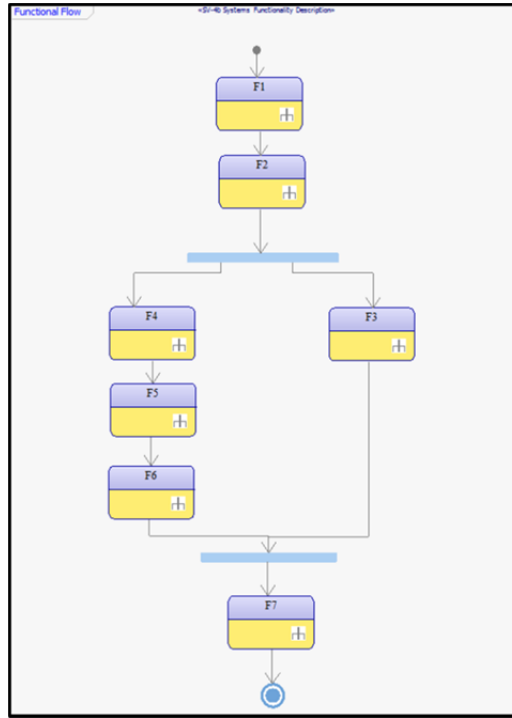 Functional Flow
«SV-4b Systems Functionality Description»
F1
F2
F4
F3
F5
F6
F7